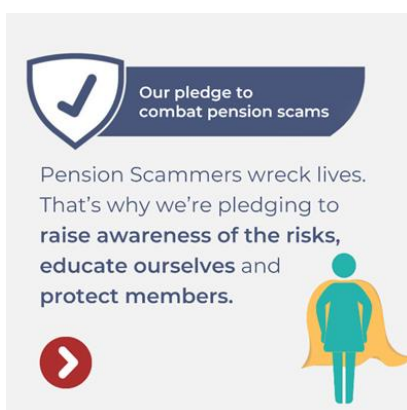 Our pledge to
combat pension scams
Pension Scammers wreck lives.
That's why we're pledging to
raise awareness of the risks,
educate ourselves and
protect members.